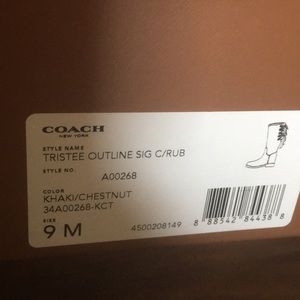 COACH
NEW YORK
STYLE NAME
TRISTEE OUTLINE SIG C/RUB
STYLE NO.
A00268
COLOR
KHAKI/CHESTNUT
34A00268-KCT
SIZE
9 M
4500208149
8 88542 84438 8